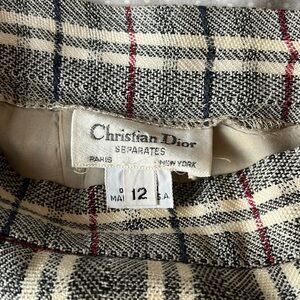 Christian Dior
SEPARATES
PARIS NEW YORK
12